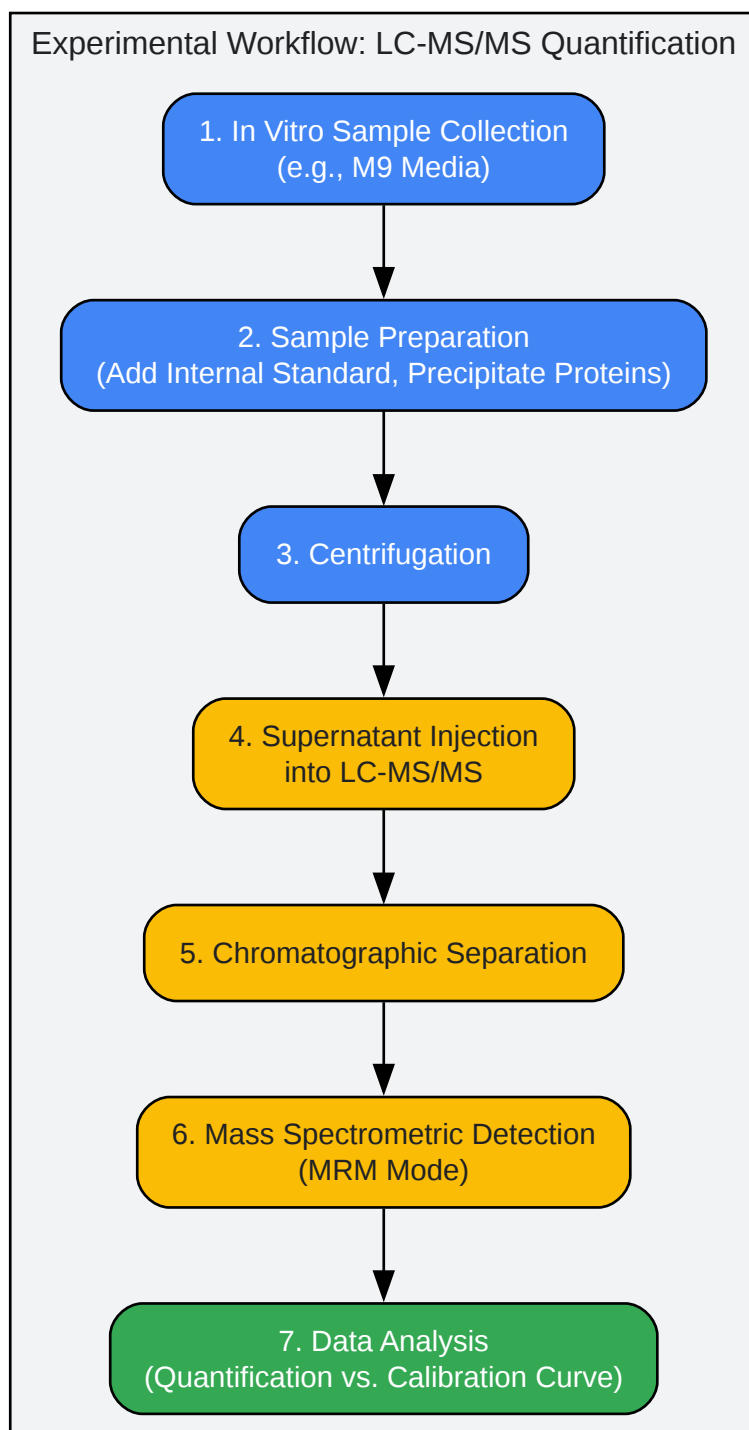 Experimental Workflow: LC-MS/MS Quantification
1. In Vitro Sample Collection
(e.g., M9 Media)
2. Sample Preparation
(Add Internal Standard, Precipitate Proteins)
3. Centrifugation
4. Supernatant Injection
into LC-MS/MS
5. Chromatographic Separation
6. Mass Spectrometric Detection
(MRM Mode)
7. Data Analysis
(Quantification vs. Calibration Curve)